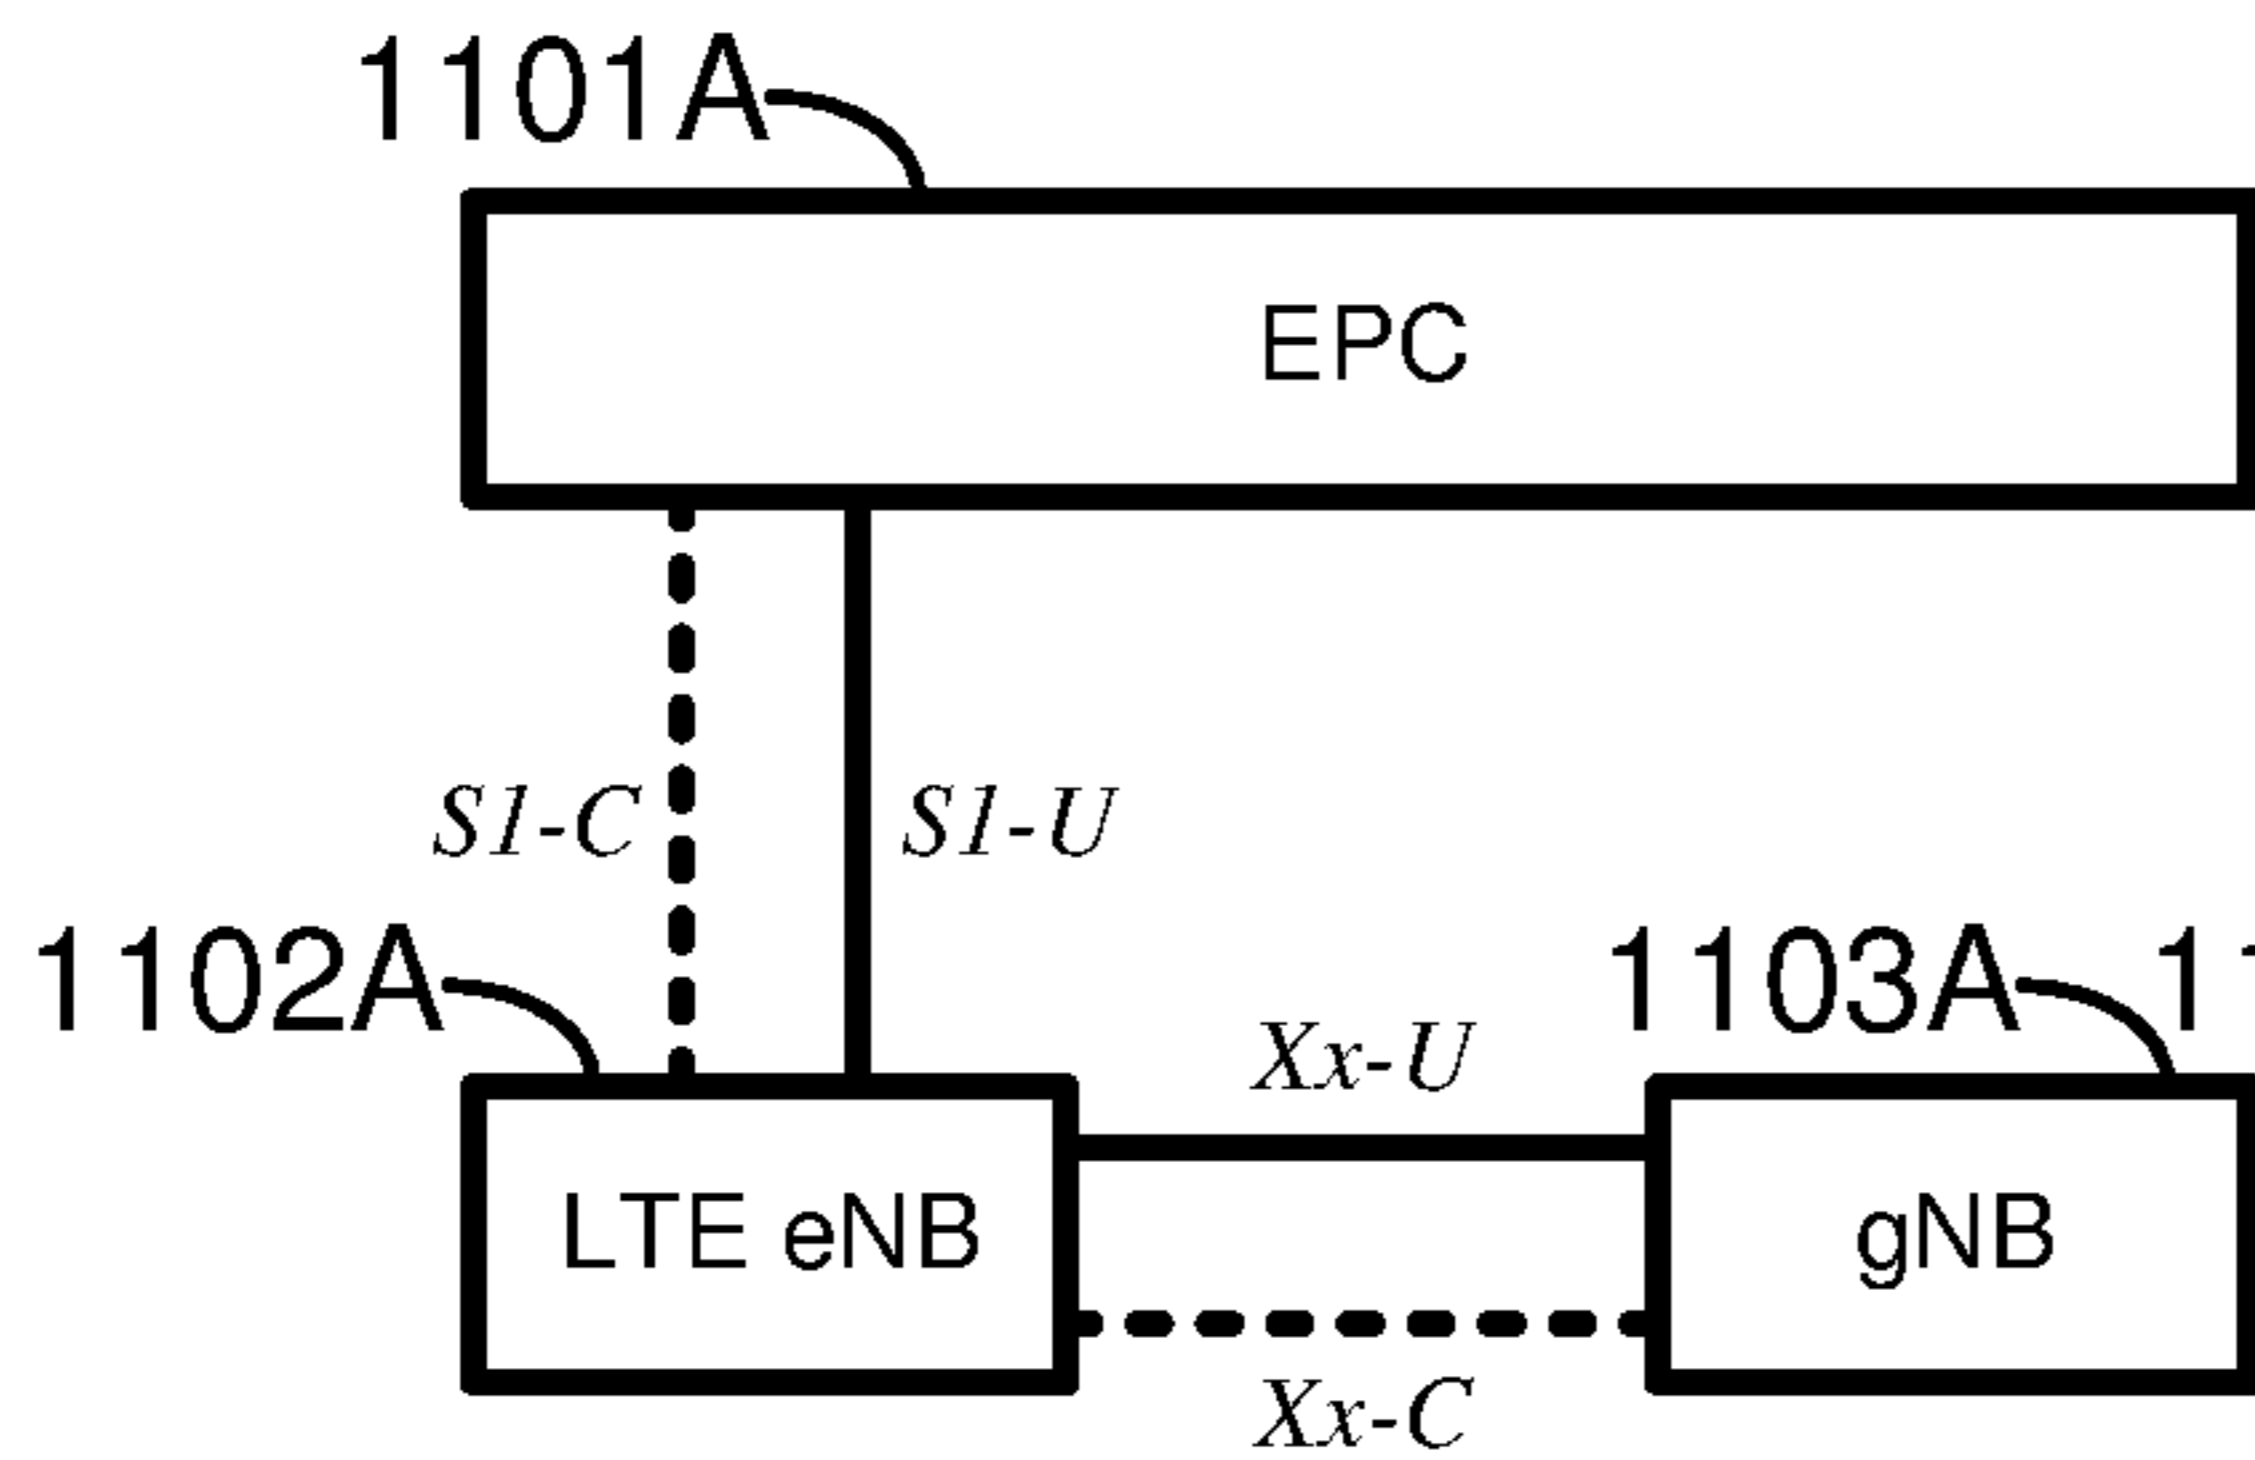 1101A
EPC
S1-C S1-U
1102A 1103A
Xx-U
LTE eNB gNB
Xx-C